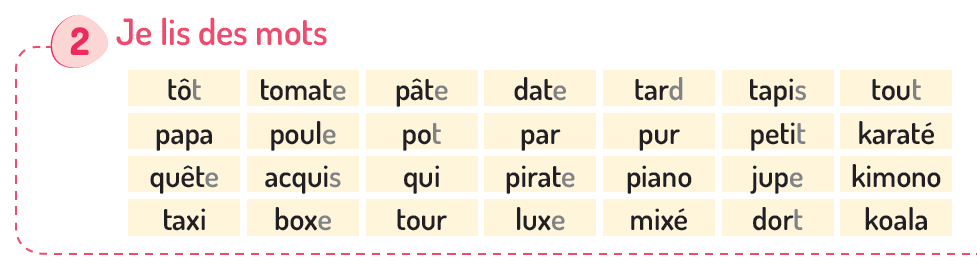 2 Je lis des mots
tôt tomate pâte date tard tapis tout
papa poule pot par pur petit karaté
quête acquis qui pirate piano jupe kimono
taxi boxe tour luxe mixé dort koala